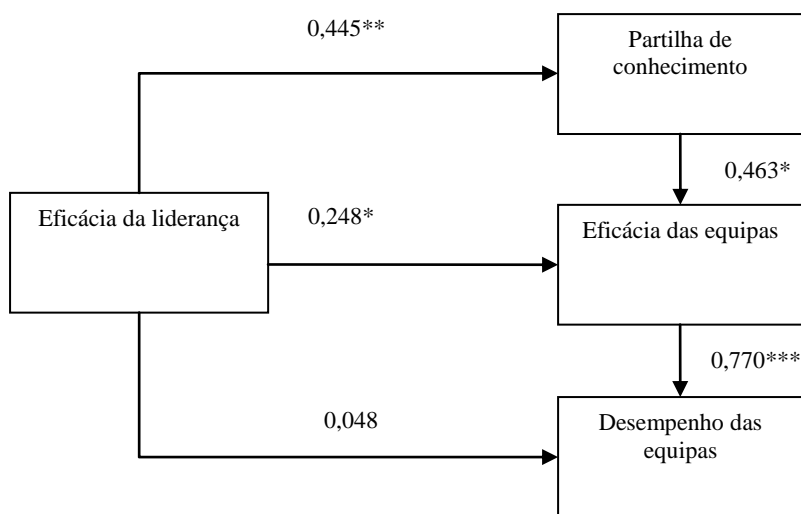 0,445**
Partilha de
conhecimento
0,463*
Eficácia da liderança
0,248*
Eficácia das equipas
0,770***
0,048
Desempenho das
equipas